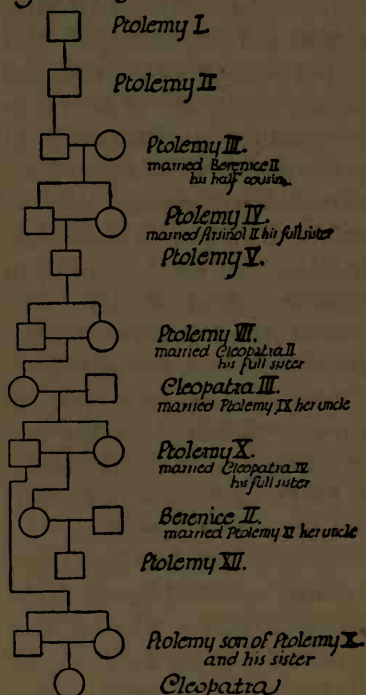 Ptolemy I.
Ptolemy II
Ptolemy III.
married Berenice II
his half cousin
Ptolemy IV.
married Arsinol II his full sister
Ptolemy V.
Ptolemy VII.
married Cleopatra II
his full sister
Cleopatra III.
married Ptolemy IX her uncle
Ptolemy X.
married Cleopatra IV
his full sister
Berenice II.
married Ptolemy XI her uncle
Ptolemy XII.
Ptolemy son of Ptolemy X.
and his sister
Cleopatra